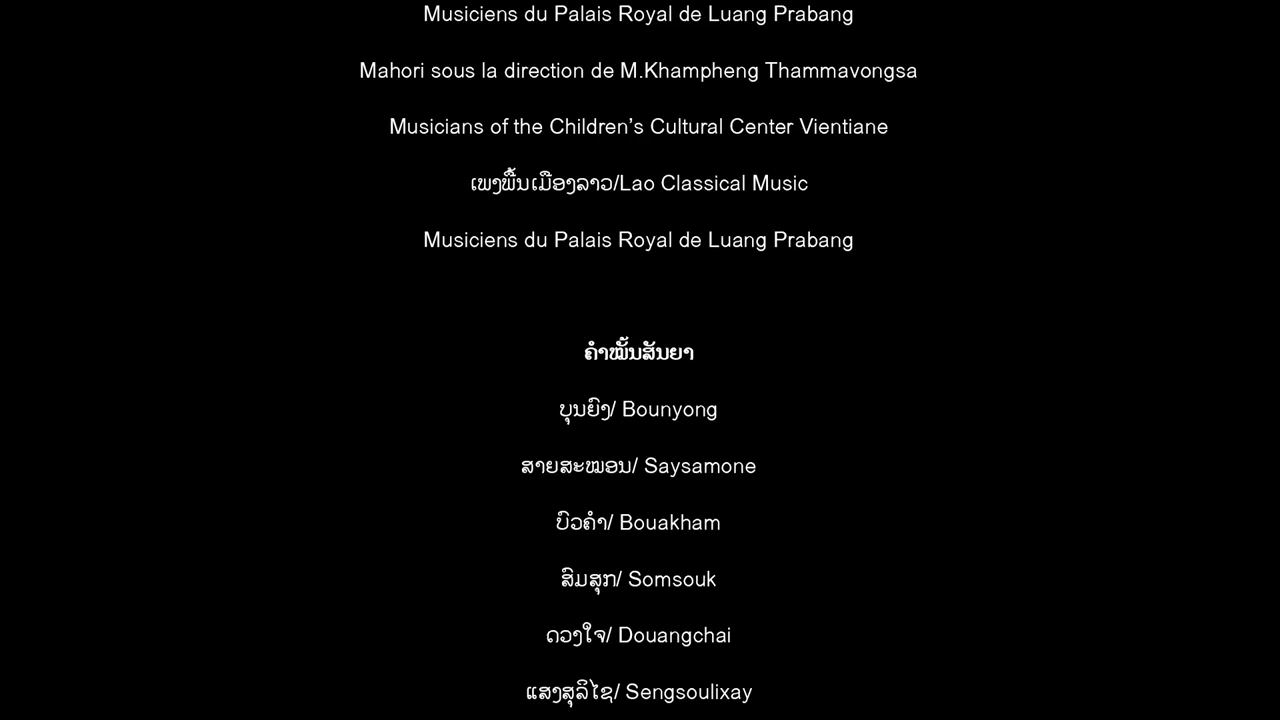 Musiciens du Palais Royal de Luang Prabang
Mahori sous la direction de M.Khampheng Thammavongsa
Musicians of the Children's Cultural Center Vientiane
ເພງພື້ນເມືອງລາວ/Lao Classical Music
Musiciens du Palais Royal de Luang Prabang
ຄຳໝັ້ນສັນຍາ
ບຸນຍົງ/ Bounyong
ສາຍສະໝອນ/ Saysamone
ບົວຄຳ/ Bouakham
ສົມສຸກ/ Somsouk
ດວງໃຈ/ Douangchai
ແສງສຸລິໄຊ/ Sengsoulixay